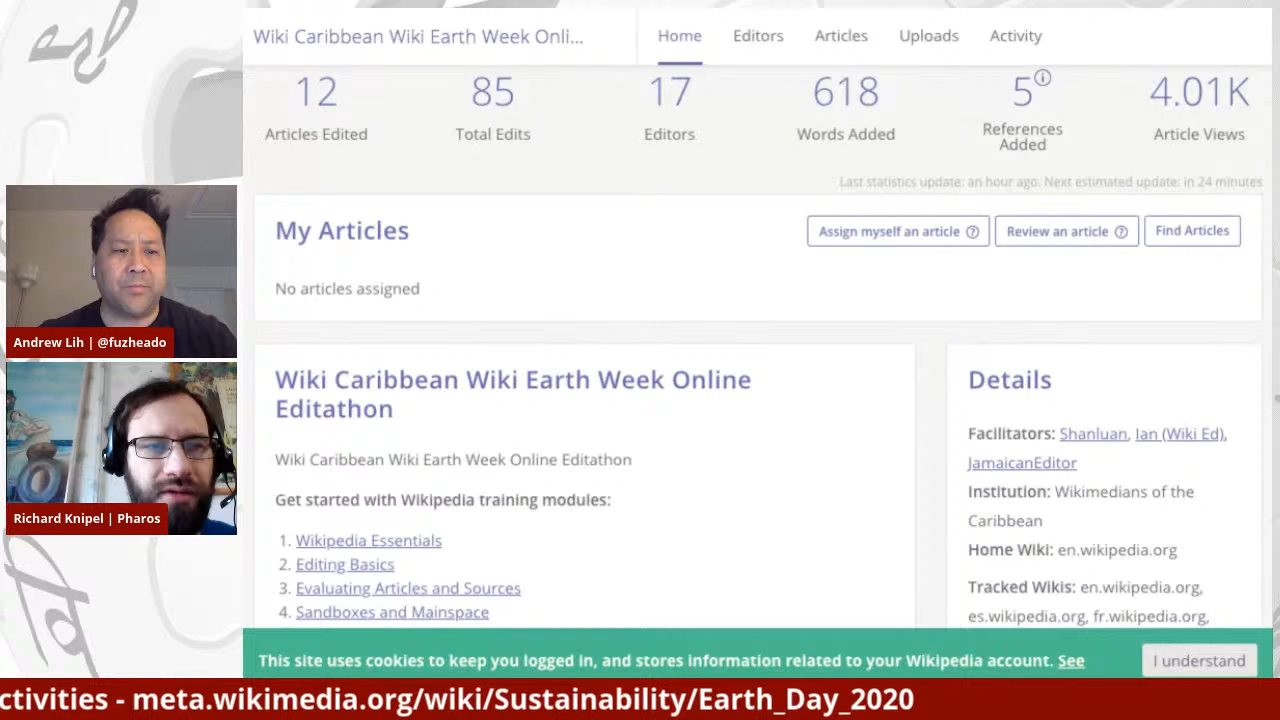 Wiki Caribbean Wiki Earth Week Onli...
Home Editors Articles Uploads Activity
12 85 17 618 5 4.01K
Articles Edited Total Edits Editors Words Added References Added Article Views
Last statistics update: an hour ago. Next estimated update: in 24 minutes
My Articles
Assign myself an article Review an article Find Articles
No articles assigned
Wiki Caribbean Wiki Earth Week Online
Editathon
Wiki Caribbean Wiki Earth Week Online Editathon
Get started with Wikipedia training modules:
1. Wikipedia Essentials
2. Editing Basics
3. Evaluating Articles and Sources
4. Sandboxes and Mainspace
Details
Facilitators: Shanluan, Ian (Wiki Ed),
JamaicanEditor
Institution: Wikimedians of the
Caribbean
Home Wiki: en.wikipedia.org
Tracked Wikis: en.wikipedia.org,
es.wikipedia.org, fr.wikipedia.org,
This site uses cookies to keep you logged in, and stores information related to your Wikipedia account. See
I understand
Andrew Lih | @fuzheado
Richard Knipel | Pharos
ctivities - meta.wikimedia.org/wiki/Sustainability/Earth_Day_2020